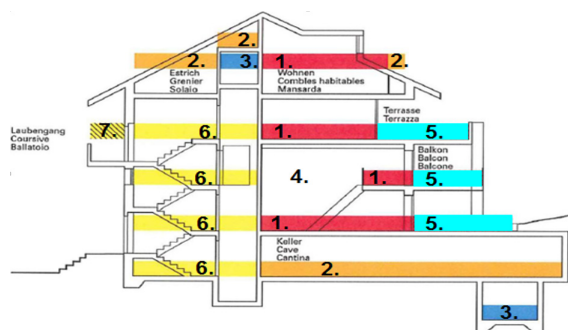 2.
2. 3. 1. 2.
Estrich
Grenier
Solaio
Wohnen
Combles habitables
Mansarda
Terrasse
Terrazza
Laubengang
Coursive
Ballatoio
7. 6. 1. 5.
Balkon
Balcon
Balcone
6. 4. 1. 5.
6. 1. 5.
Keller
Cave
Cantina
6. 2.
3.